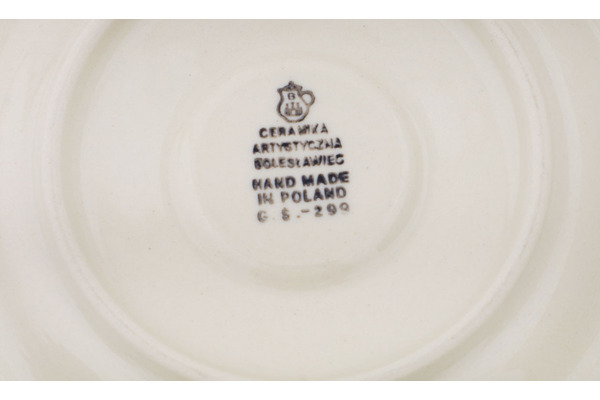 B
CERAMIKA
ARTYSTYCZNA
BOLESŁAWIEC
HAND MADE
IN POLAND
G. S.-299